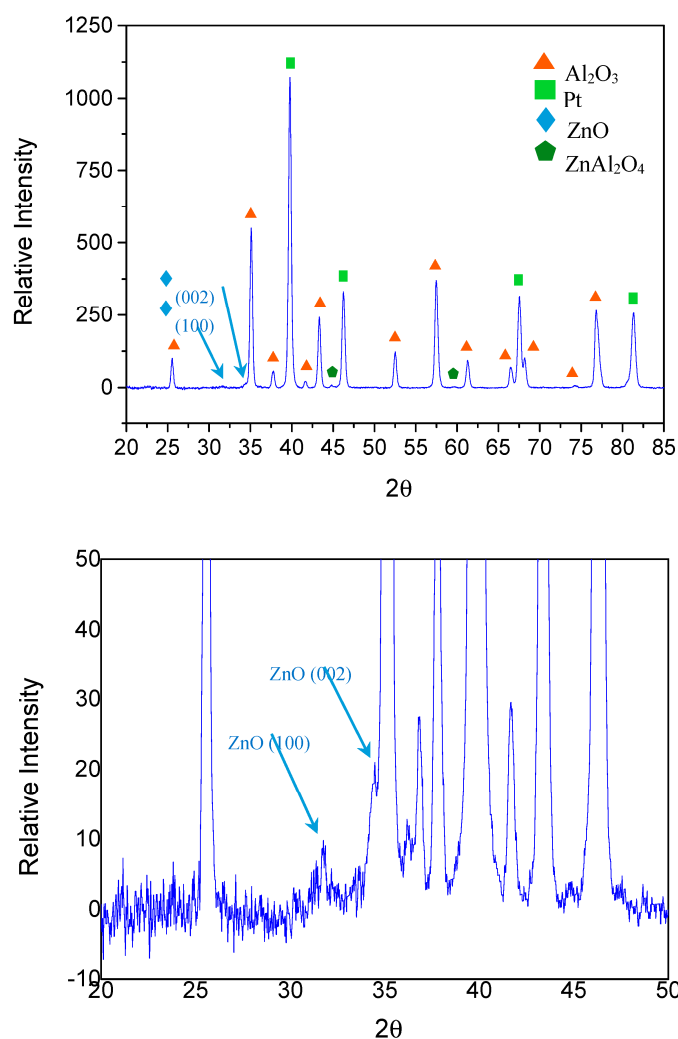 1250
1000
750
500
250
0
Relative Intensity
Al₂O₃
Pt
ZnO
ZnAl₂O₄
(002)
(100)
20 25 30 35 40 45 50 55 60 65 70 75 80 85
2θ
50
40
30
20
10
0
-10
Relative Intensity
ZnO (002)
ZnO (100)
20 25 30 35 40 45 50
2θ